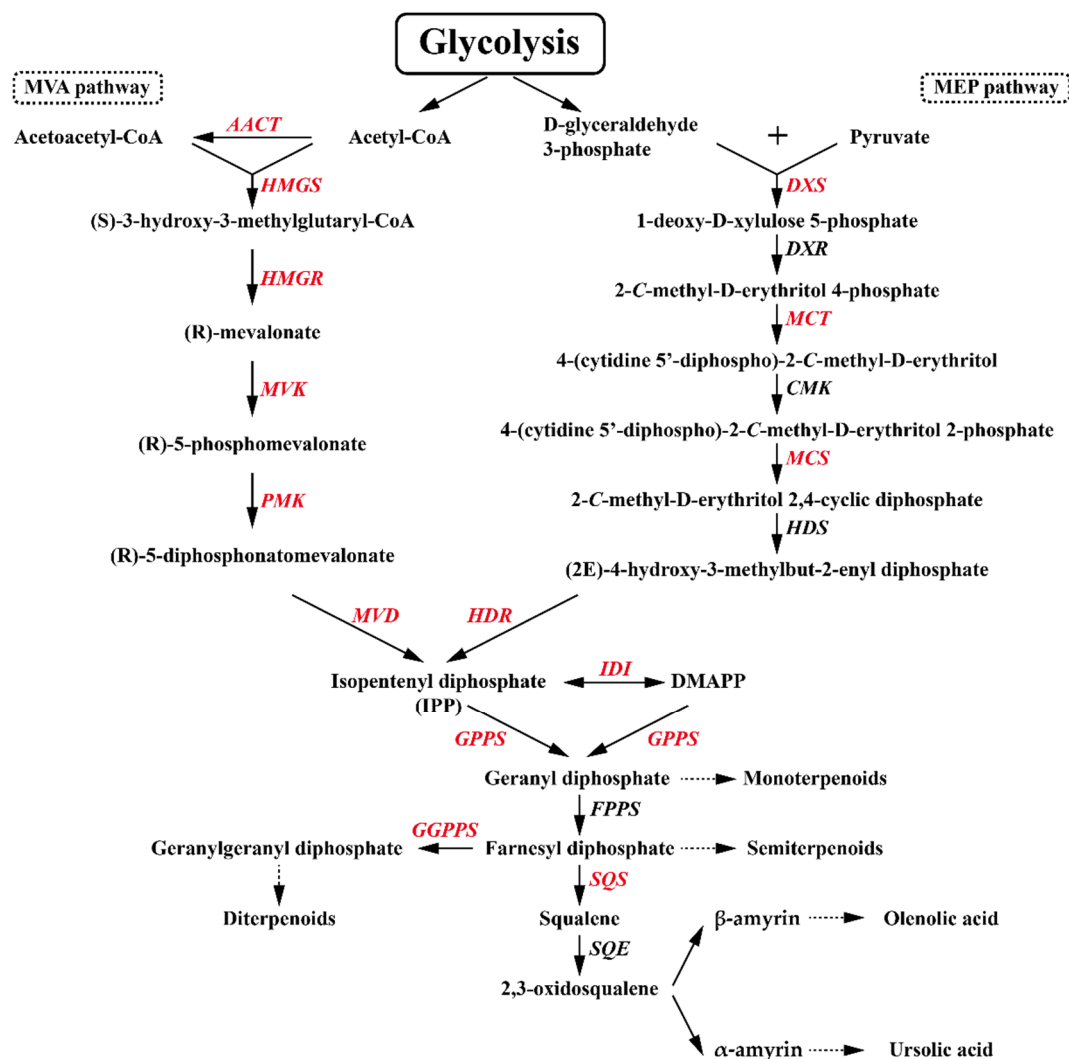 Glycolysis
MVA pathway
MEP pathway
Acetoacetyl-CoA
AACT
Acetyl-CoA
D-glyceraldehyde
3-phosphate
+
Pyruvate
HMGS
DXS
(S)-3-hydroxy-3-methylglutaryl-CoA
1-deoxy-D-xylulose 5-phosphate
HMGR
DXR
2-C-methyl-D-erythritol 4-phosphate
(R)-mevalonate
MCT
4-(cytidine 5'-diphospho)-2-C-methyl-D-erythritol
MVK
CMK
(R)-5-phosphomevalonate
4-(cytidine 5'-diphospho)-2-C-methyl-D-erythritol 2-phosphate
MCS
PMK
2-C-methyl-D-erythritol 2,4-cyclic diphosphate
HDS
(R)-5-diphosphonatomevalonate
(2E)-4-hydroxy-3-methylbut-2-enyl diphosphate
MVD
HDR
Isopentenyl diphosphate
(IPP)
IDI
DMAPP
GPPS
GPPS
Geranyl diphosphate
Monoterpenoids
FPPS
Geranylgeranyl diphosphate
GGPPS
Farnesyl diphosphate
Semiterpenoids
SQS
Diterpenoids
Squalene
β-amyrin
Olenolic acid
SQE
2,3-oxidosqualene
α-amyrin
Ursolic acid